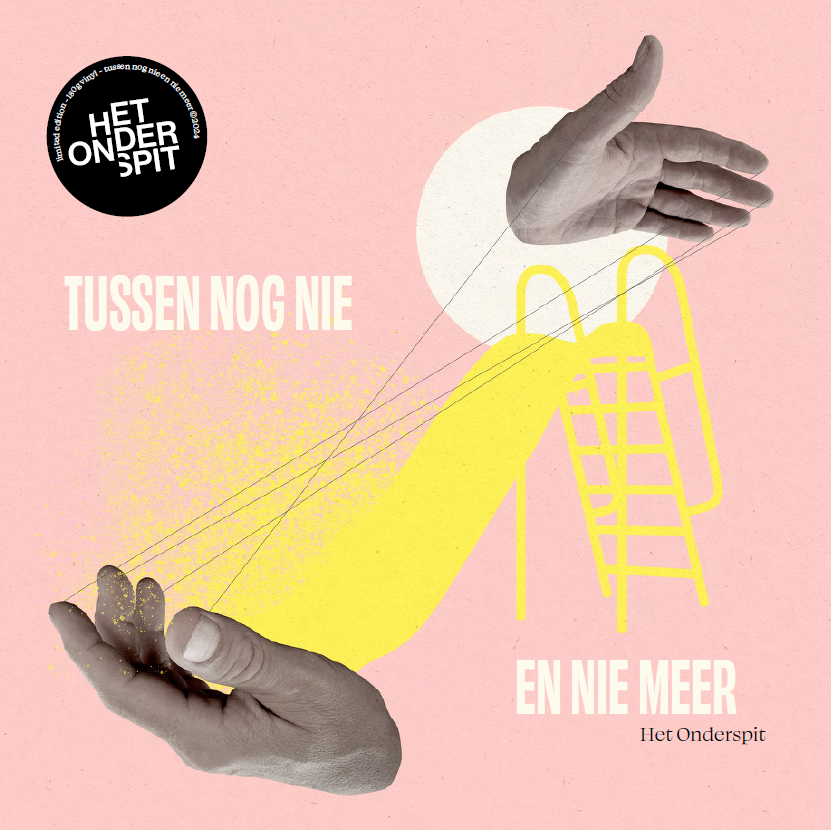 limited edition - 180g vinyl - tussen nog nie en nie meer©2024
HET
ONDER
SPIT
TUSSEN NOG NIE
EN NIE MEER
Het Onderspit